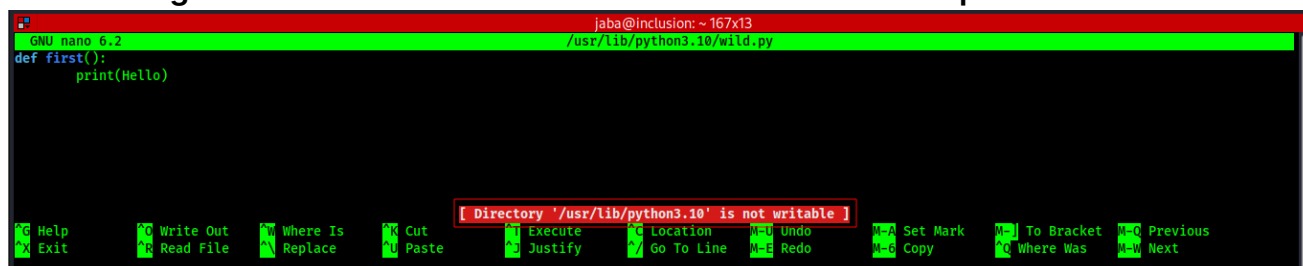 jaba@inclusion: ~ 167x13
GNU nano 6.2 /usr/lib/python3.10/wild.py
def first():
print(Hello)
[ Directory '/usr/lib/python3.10' is not writable ]
^G Help ^O Write Out ^W Where Is ^K Cut ^T Execute ^C Location M-U Undo M-A Set Mark M-] To Bracket M-Q Previous
^X Exit ^R Read File ^\ Replace ^U Paste ^J Justify ^/ Go To Line M-E Redo M-6 Copy ^Q Where Was M-W Next